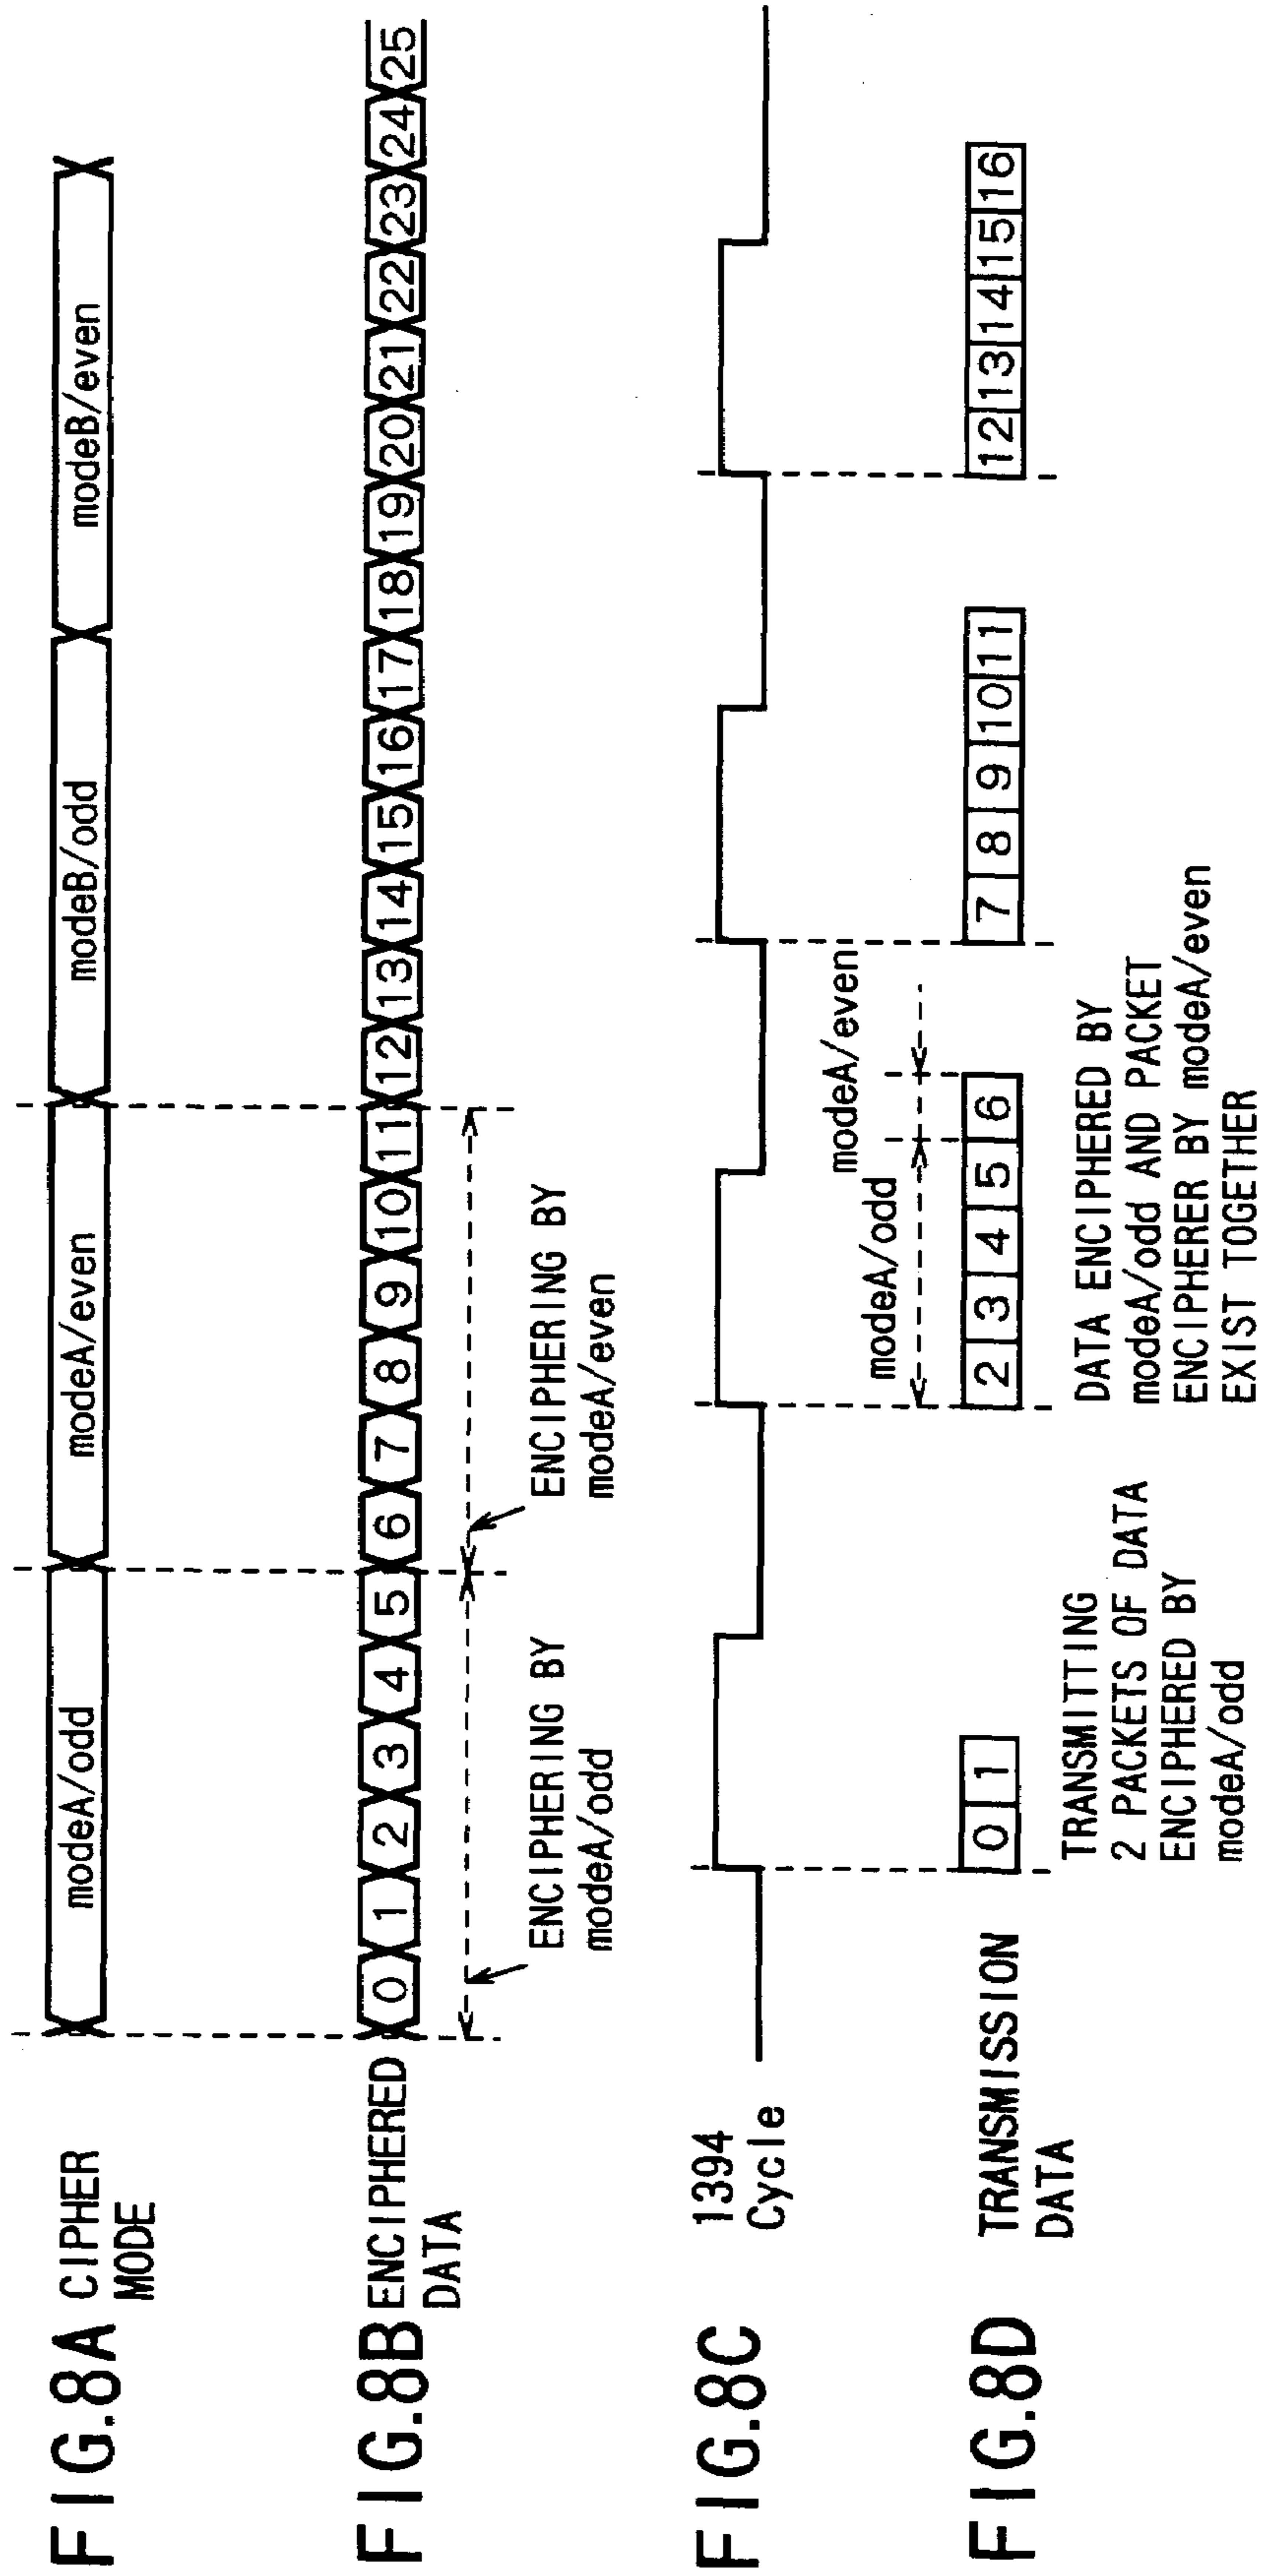 FIG.8A CIPHER
MODE
modeA/odd
modeA/even
modeB/odd
modeB/even
FIG.8B ENCIPHERED
DATA
0 1 2 3 4 5 6 7 8 9 10 11 12 13 14 15 16 17 18 19 20 21 22 23 24 25
ENCIPHERING BY
modeA/odd
ENCIPHERING BY
modeA/even
FIG.8C 1394
Cycle
modeA/odd
modeA/even
FIG.8D TRANSMISSION
DATA
0 1
2 3 4 5 6
7 8 9 10 11
12 13 14 15 16
TRANSMITTING
2 PACKETS OF DATA
ENCIPHERED BY
modeA/odd
DATA ENCIPHERED BY
modeA/odd AND PACKET
ENCIPHERER BY modeA/even
EXIST TOGETHER